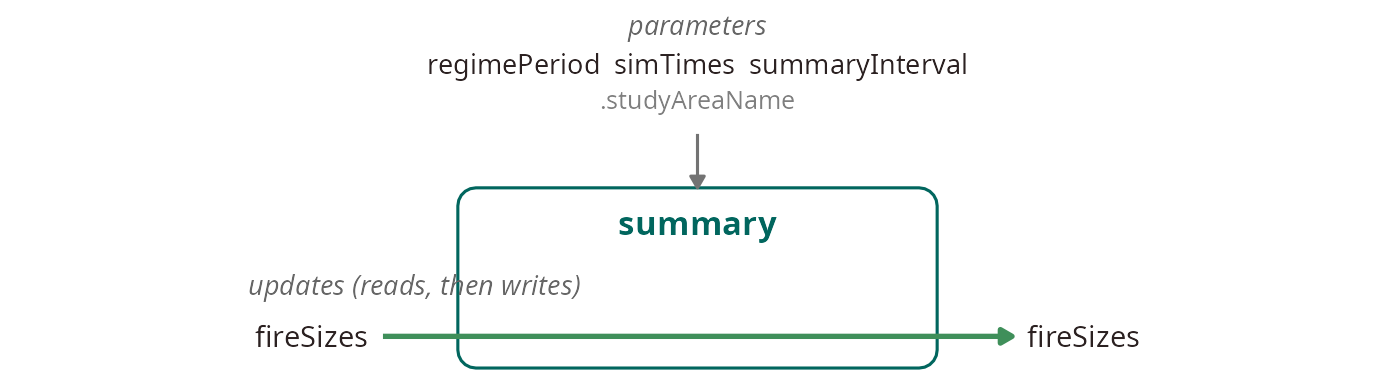 parameters
regimePeriod simTimes summaryInterval
.studyAreaName
summary
updates (reads, then writes)
fireSizes fireSizes